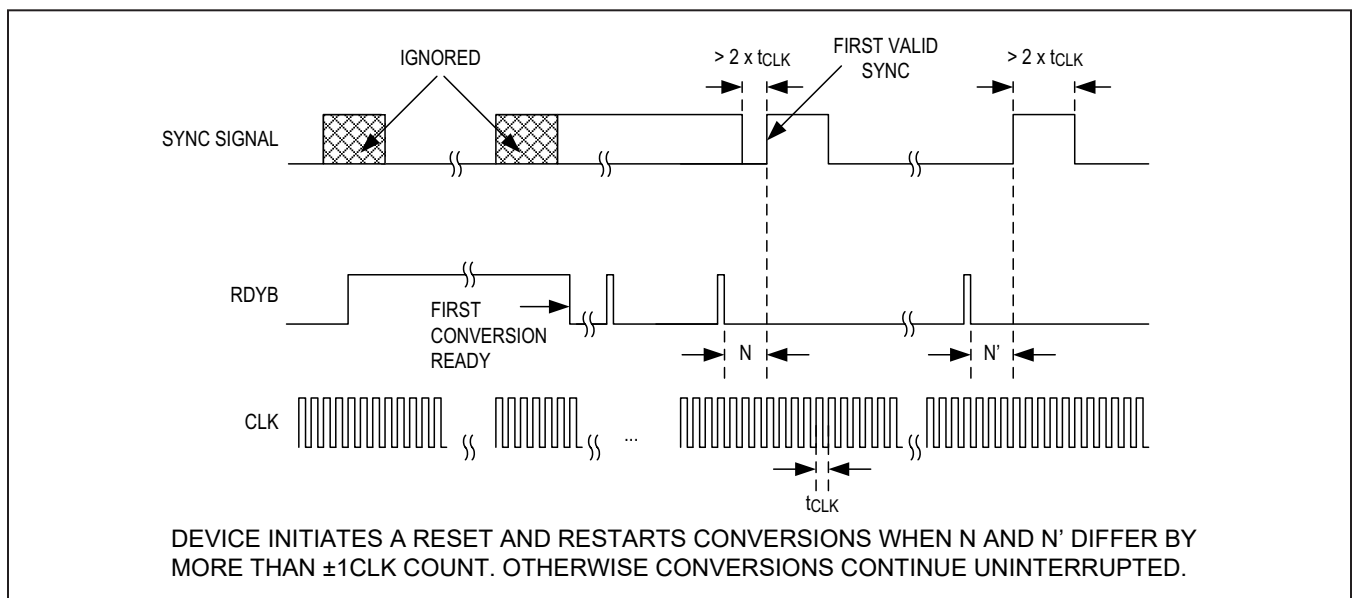 IGNORED
> 2 x tCLK
FIRST VALID
SYNC
> 2 x tCLK
SYNC SIGNAL
RDYB
FIRST
CONVERSION
READY
N
N’
CLK
...
tCLK
DEVICE INITIATES A RESET AND RESTARTS CONVERSIONS WHEN N AND N’ DIFFER BY
MORE THAN ±1CLK COUNT. OTHERWISE CONVERSIONS CONTINUE UNINTERRUPTED.